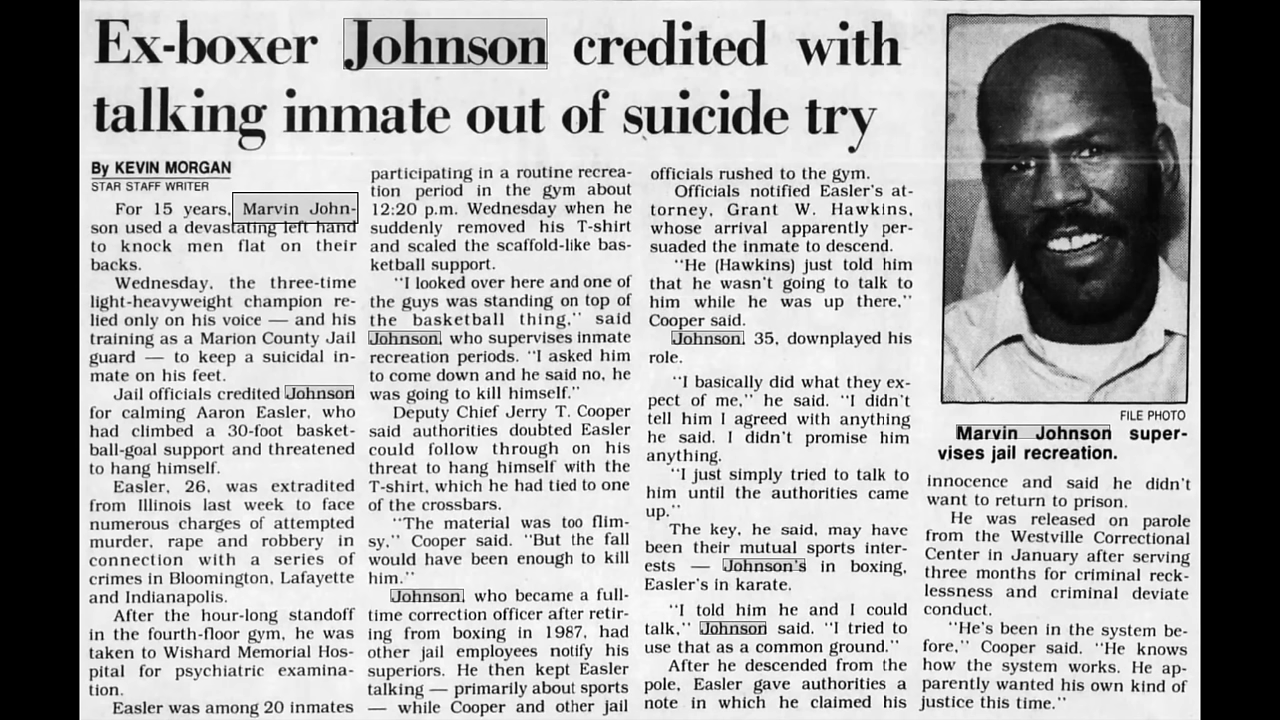 Ex-boxer Johnson credited with
talking inmate out of suicide try
By KEVIN MORGAN
STAR STAFF WRITER
For 15 years, Marvin John-
son used a devastating left hand
to knock men flat on their
backs.
Wednesday, the three-time
light-heavyweight champion re-
lied only on his voice — and his
training as a Marion County Jail
guard — to keep a suicidal in-
mate on his feet.
Jail officials credited Johnson
for calming Aaron Easler, who
had climbed a 30-foot basket-
ball-goal support and threatened
to hang himself.
Easler, 26, was extradited
from Illinois last week to face
numerous charges of attempted
murder, rape and robbery in
connection with a series of
crimes in Bloomington, Lafayette
and Indianapolis.
After the hour-long standoff
in the fourth-floor gym, he was
taken to Wishard Memorial Hos-
pital for psychiatric examina-
tion.
Easler was among 20 inmates
participating in a routine recrea-
tion period in the gym about
12:20 p.m. Wednesday when he
suddenly removed his T-shirt
and scaled the scaffold-like bas-
ketball support.
"I looked over here and one of
the guys was standing on top of
the basketball thing," said
Johnson, who supervises inmate
recreation periods. "I asked him
to come down and he said no, he
was going to kill himself."
Deputy Chief Jerry T. Cooper
said authorities doubted Easler
could follow through on his
threat to hang himself with the
T-shirt, which he had tied to one
of the crossbars.
"The material was too flim-
sy," Cooper said. "But the fall
would have been enough to kill
him."
Johnson, who became a full-
time correction officer after retir-
ing from boxing in 1987, had
other jail employees notify his
superiors. He then kept Easler
talking — primarily about sports
— while Cooper and other jail
officials rushed to the gym.
Officials notified Easler's at-
torney, Grant W. Hawkins,
whose arrival apparently per-
suaded the inmate to descend.
"He (Hawkins) just told him
that he wasn't going to talk to
him while he was up there,"
Cooper said.
Johnson, 35, downplayed his
role.
"I basically did what they ex-
pect of me," he said. "I didn't
tell him I agreed with anything
he said. I didn't promise him
anything.
"I just simply tried to talk to
him until the authorities came
up."
The key, he said, may have
been their mutual sports inter-
ests — Johnson's in boxing,
Easler's in karate.
"I told him he and I could
talk," Johnson said. "I tried to
use that as a common ground."
After he descended from the
pole, Easler gave authorities a
note in which he claimed his
FILE PHOTO
Marvin Johnson super-
vises jail recreation.
innocence and said he didn't
want to return to prison.
He was released on parole
from the Westville Correctional
Center in January after serving
three months for criminal reck-
lessness and criminal deviate
conduct.
"He's been in the system be-
fore," Cooper said. "He knows
how the system works. He ap-
parently wanted his own kind of
justice this time."